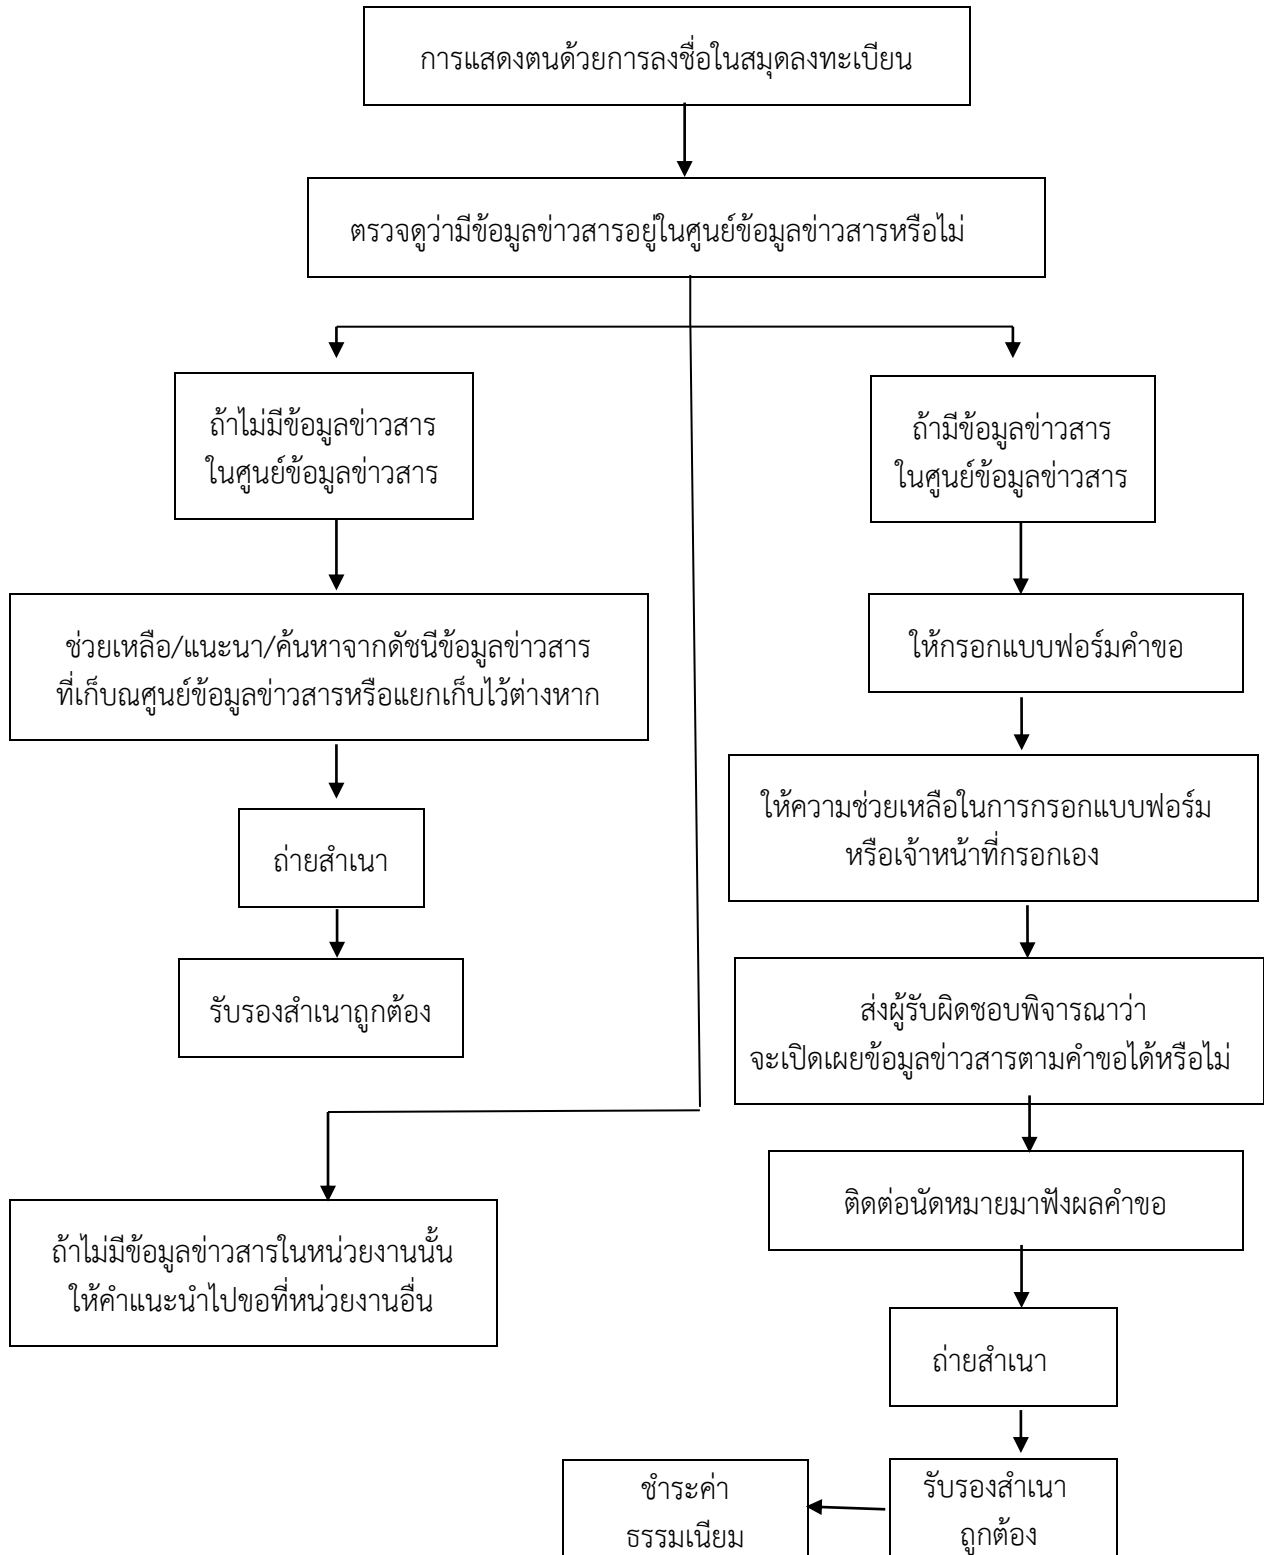 การแสดงตนด้วยการลงชื่อในสมุดลงทะเบียน
ตรวจดูว่ามีข้อมูลข่าวสารอยู่ในศูนย์ข้อมูลข่าวสารหรือไม่
ถ้าไม่มีข้อมูลข่าวสาร
ในศูนย์ข้อมูลข่าวสาร
ช่วยเหลือ/แนะนา/ค้นหาจากดัชนีข้อมูลข่าวสาร
ที่เก็บณศูนย์ข้อมูลข่าวสารหรือแยกเก็บไว้ต่างหาก
ถ่ายสำเนา
รับรองสำเนาถูกต้อง
ถ้าไม่มีข้อมูลข่าวสารในหน่วยงานนั้น
ให้คำแนะนำไปขอที่หน่วยงานอื่น
ถ้ามีข้อมูลข่าวสาร
ในศูนย์ข้อมูลข่าวสาร
ให้กรอกแบบฟอร์มคำขอ
ให้ความช่วยเหลือในการกรอกแบบฟอร์ม
หรือเจ้าหน้าที่กรอกเอง
ส่งผู้รับผิดชอบพิจารณาว่า
จะเปิดเผยข้อมูลข่าวสารตามคำขอได้หรือไม่
ติดต่อนัดหมายมาฟังผลคำขอ
ถ่ายสำเนา
รับรองสำเนา
ถูกต้อง
ชำระค่า
ธรรมเนียม